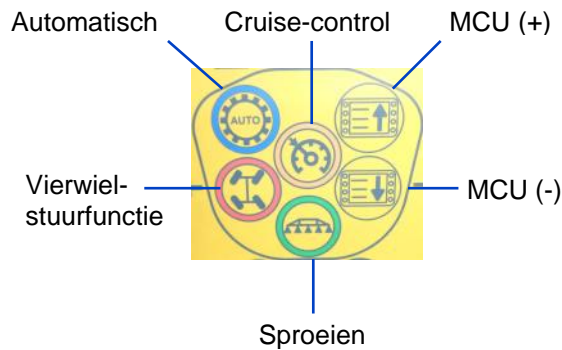 Automatisch
Cruise-control
MCU (+)
AUTO
Vierwiel-
stuurfunctie
MCU (-)
Sproeien